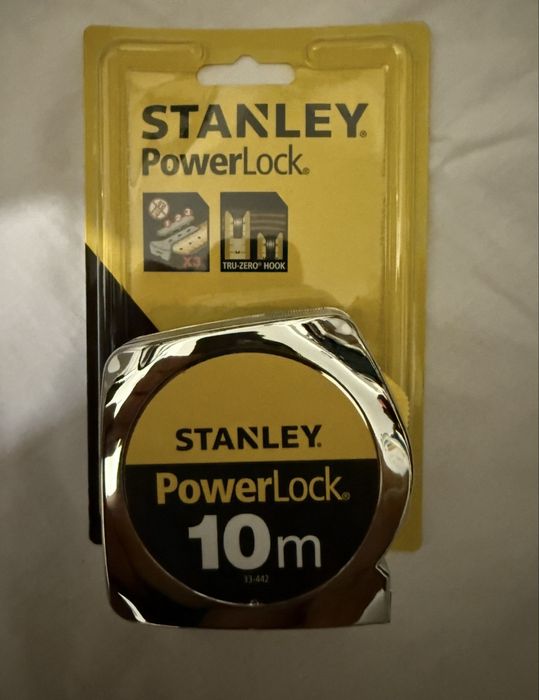 STANLEY®
PowerLock®
X3
TRU-ZERO® HOOK
STANLEY®
PowerLock®
10m
33-442